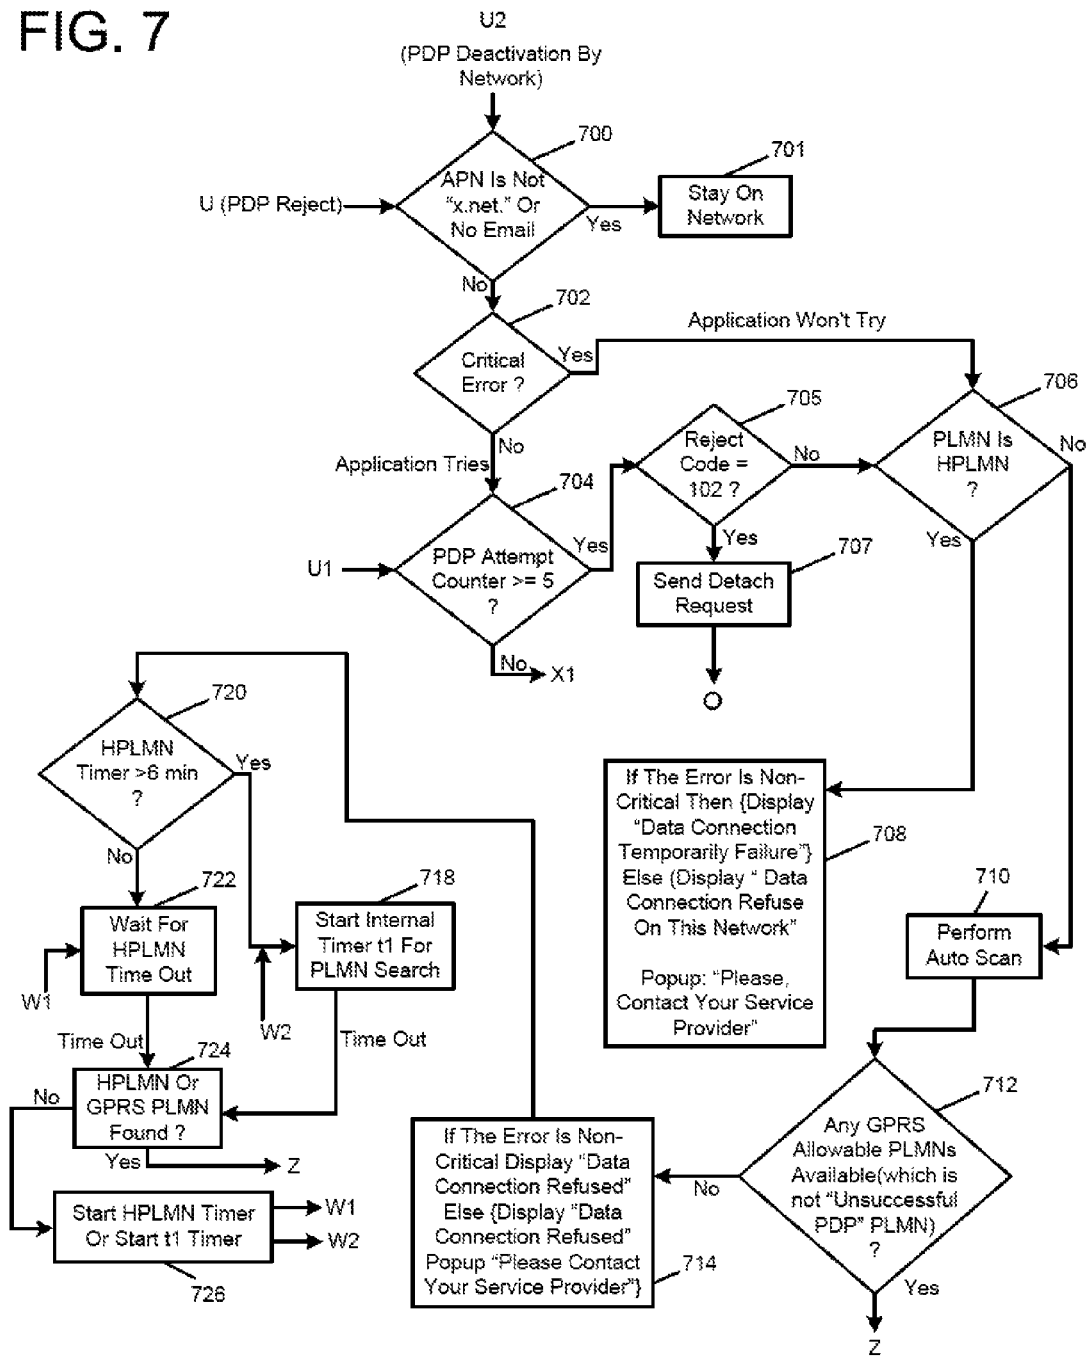 FIG. 7
U2
(PDP Deactivation By
Network)
700
701
APN Is Not
"x.net." Or
No Email
U (PDP Reject)
Yes
Stay On
Network
No
702
Application Won't Try
Critical
Error ?
Yes
706
705
No
Application Tries
Reject
Code =
102 ?
No
PLMN Is
HPLMN
?
No
704
Yes
Yes
Yes
707
U1
PDP Attempt
Counter >= 5
?
Send Detach
Request
No
X1
720
HPLMN
Timer >6 min
?
Yes
No
If The Error Is Non-
Critical Then {Display
"Data Connection
Temporarily Failure"}
Else (Display " Data
Connection Refuse
On This Network"
Popup: "Please,
Contact Your Service
Provider"
708
722
718
710
Wait For
HPLMN
Time Out
Start Internal
Timer t1 For
PLMN Search
Perform
Auto Scan
W1
W2
Time Out
Time Out
724
No
HPLMN Or
GPRS PLMN
Found ?
Yes
Z
712
Any GPRS
Allowable PLMNs
Available(which is
not "Unsuccessful
PDP" PLMN)
?
No
If The Error Is Non-
Critical Display "Data
Connection Refused"
Else {Display "Data
Connection Refused"
Popup "Please Contact
Your Service Provider"}
714
Start HPLMN Timer
Or Start t1 Timer
W1
W2
726
Yes
Z